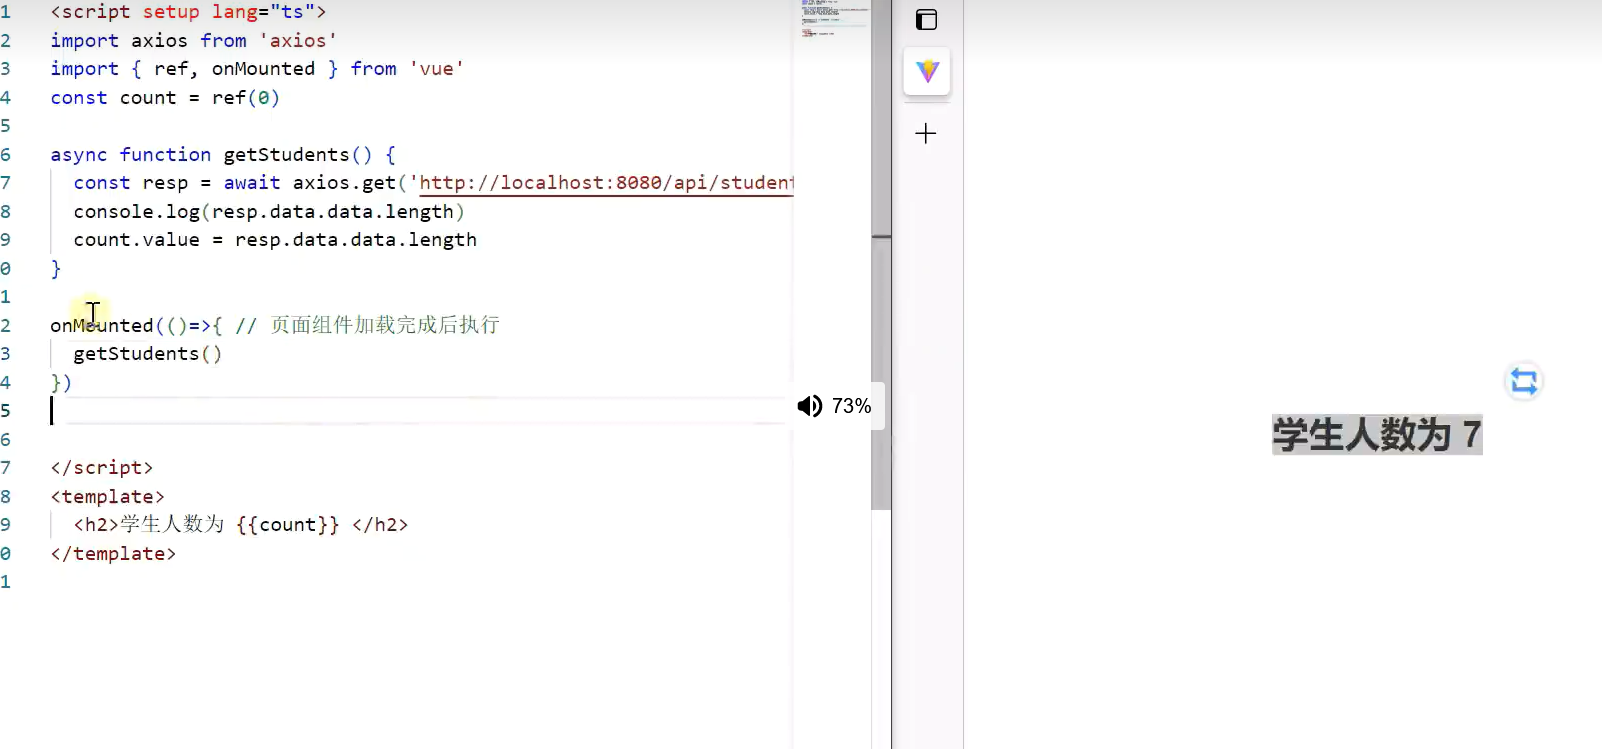 1 <script setup lang="ts">
2 import axios from 'axios'
3 import { ref, onMounted } from 'vue'
4 const count = ref(0)
5
6 async function getStudents() {
7 const resp = await axios.get('http://localhost:8080/api/student
8 console.log(resp.data.data.length)
9 count.value = resp.data.data.length
0 }
1
2 onMounted(()=>{ // 页面组件加载完成后执行
3 getStudents()
4 })
5
6
7 </script>
8 <template>
9 <h2>学生人数为 {{count}} </h2>
0 </template>
1
73%
学生人数为 7